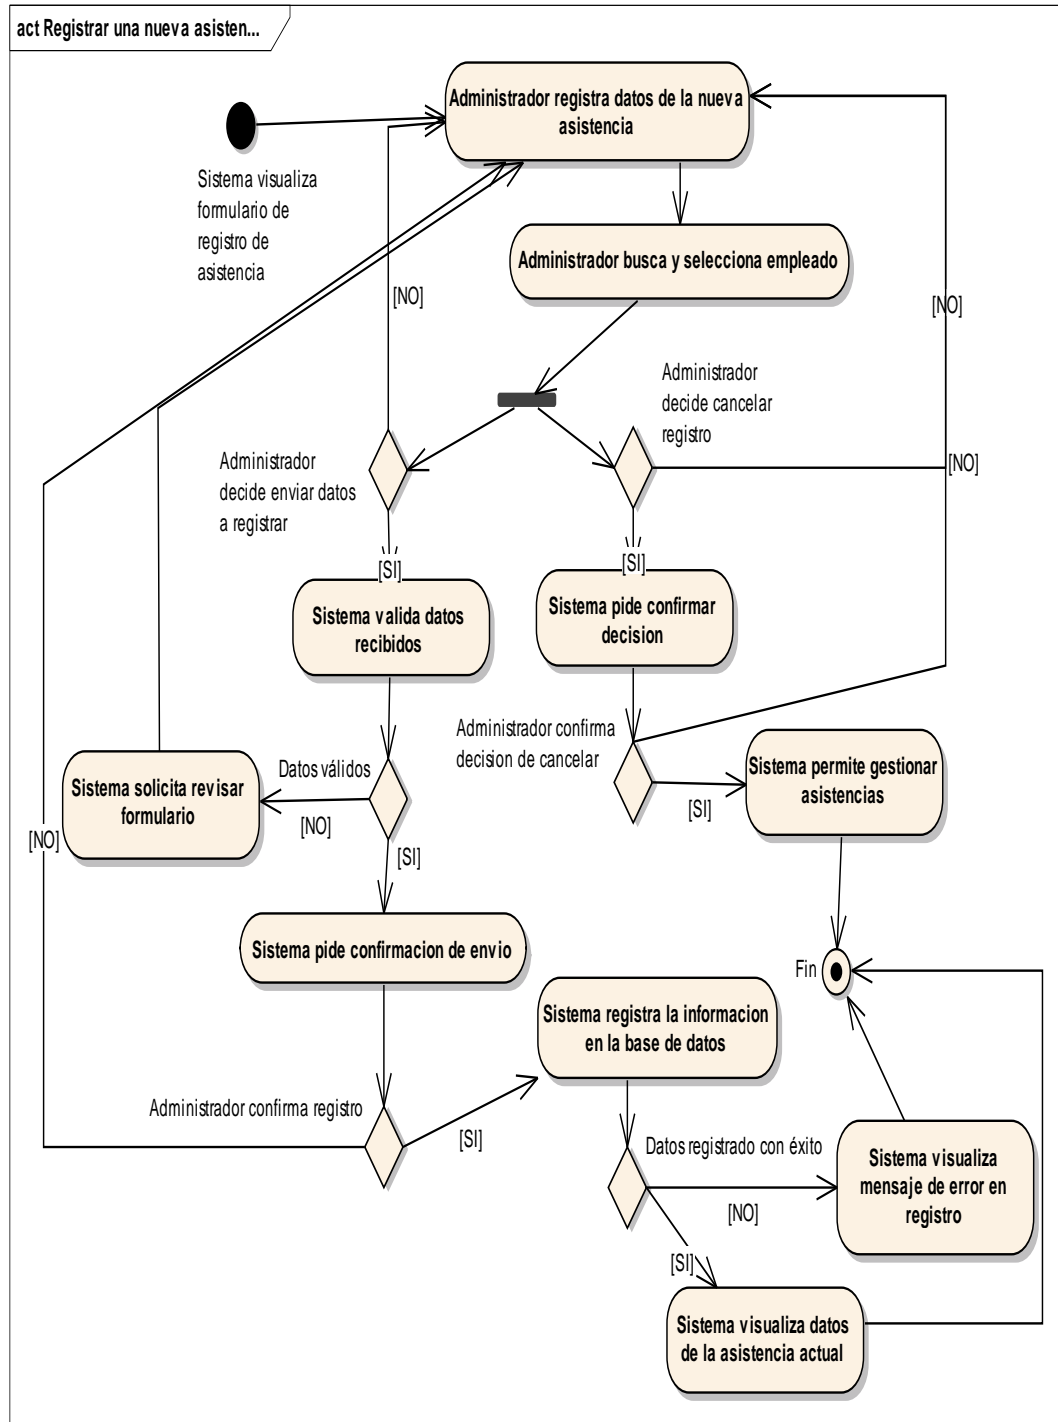 act Registrar una nueva asisten...
Administrador registra datos de la nueva
asistencia
Sistema visualiza
formulario de
registro de
asistencia
Administrador busca y selecciona empleado
[NO]
[NO]
Administrador
decide cancelar
registro
Administrador
decide enviar datos
a registrar
[NO]
[SI]
[SI]
Sistema valida datos
recibidos
Sistema pide confirmar
decision
Administrador confirma
decision de cancelar
Sistema permite gestionar
asistencias
[SI]
Datos válidos
Sistema solicita revisar
formulario
[NO]
[NO]
[SI]
Sistema pide confirmacion de envio
Fin
Sistema registra la informacion
en la base de datos
Administrador confirma registro
[SI]
Datos registrado con éxito
[NO]
Sistema visualiza
mensaje de error en
registro
[SI]
Sistema visualiza datos
de la asistencia actual